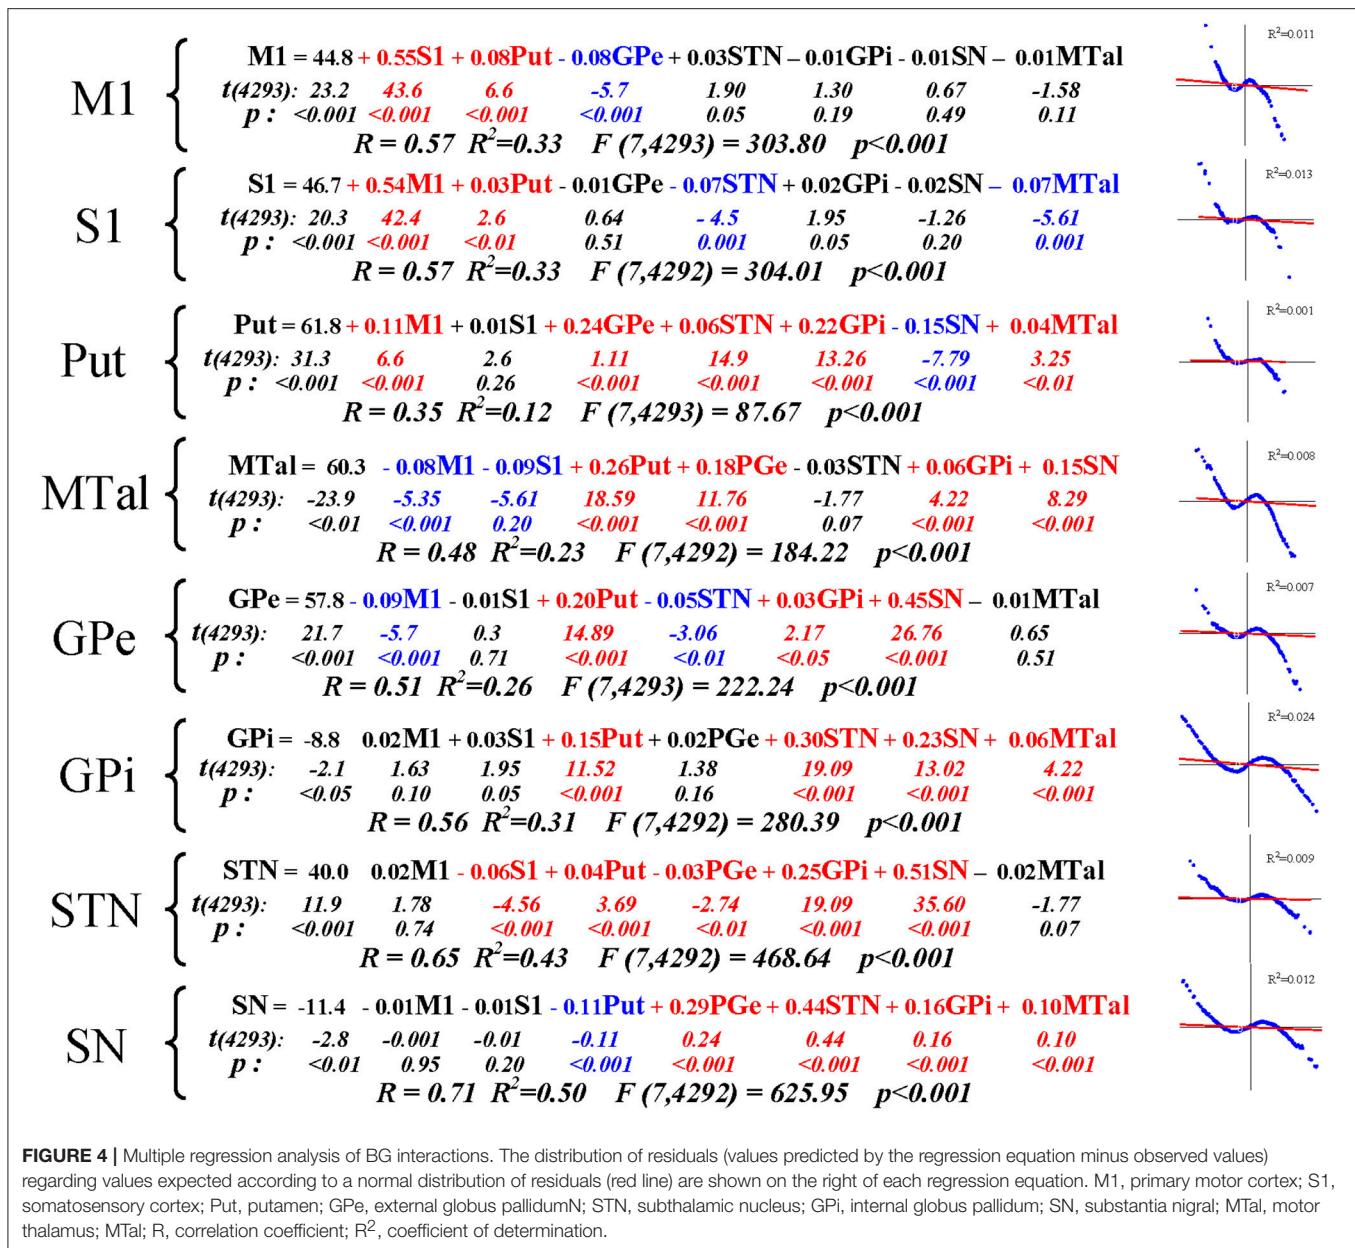 M1 = 44.8 + 0.55S1 + 0.08Put - 0.08GPe + 0.03STN – 0.01GPi - 0.01SN – 0.01MTal
R²=0.011
M1
t(4293): 23.2 43.6 6.6 -5.7 1.90 1.30 0.67 -1.58
p : <0.001 <0.001 <0.001 <0.001 0.05 0.19 0.49 0.11
R = 0.57 R²=0.33 F (7,4293) = 303.80 p<0.001
S1 = 46.7 + 0.54M1 + 0.03Put - 0.01GPe - 0.07STN + 0.02GPi - 0.02SN – 0.07MTal
R²=0.013
S1
t(4293): 20.3 42.4 2.6 0.64 - 4.5 1.95 -1.26 -5.61
p : <0.001 <0.001 <0.01 0.51 0.001 0.05 0.20 0.001
R = 0.57 R²=0.33 F (7,4292) = 304.01 p<0.001
Put = 61.8 + 0.11M1 + 0.01S1 + 0.24GPe + 0.06STN + 0.22GPi - 0.15SN + 0.04MTal
R²=0.001
Put
t(4293): 31.3 6.6 2.6 1.11 14.9 13.26 -7.79 3.25
p : <0.001 <0.001 0.26 <0.001 <0.001 <0.001 <0.001 <0.01
R = 0.35 R²=0.12 F (7,4293) = 87.67 p<0.001
MTal = 60.3 - 0.08M1 - 0.09S1 + 0.26Put + 0.18PGe - 0.03STN + 0.06GPi + 0.15SN
R²=0.008
MTal
t(4293): -23.9 -5.35 -5.61 18.59 11.76 -1.77 4.22 8.29
p : <0.01 <0.001 0.20 <0.001 <0.001 0.07 <0.001 <0.001
R = 0.48 R²=0.23 F (7,4292) = 184.22 p<0.001
GPe = 57.8 - 0.09M1 - 0.01S1 + 0.20Put - 0.05STN + 0.03GPi + 0.45SN – 0.01MTal
R²=0.007
GPe
t(4293): 21.7 -5.7 0.3 14.89 -3.06 2.17 26.76 0.65
p : <0.001 <0.001 0.71 <0.001 <0.01 <0.05 <0.001 0.51
R = 0.51 R²=0.26 F (7,4293) = 222.24 p<0.001
GPi = -8.8 0.02M1 + 0.03S1 + 0.15Put + 0.02PGe + 0.30STN + 0.23SN + 0.06MTal
R²=0.024
GPi
t(4293): -2.1 1.63 1.95 11.52 1.38 19.09 13.02 4.22
p : <0.05 0.10 0.05 <0.001 0.16 <0.001 <0.001 <0.001
R = 0.56 R²=0.31 F (7,4292) = 280.39 p<0.001
STN = 40.0 0.02M1 - 0.06S1 + 0.04Put - 0.03PGe + 0.25GPi + 0.51SN – 0.02MTal
R²=0.009
STN
t(4293): 11.9 1.78 -4.56 3.69 -2.74 19.09 35.60 -1.77
p : <0.001 0.74 <0.001 <0.001 <0.01 <0.001 <0.001 0.07
R = 0.65 R²=0.43 F (7,4292) = 468.64 p<0.001
SN = -11.4 - 0.01M1 - 0.01S1 - 0.11Put + 0.29PGe + 0.44STN + 0.16GPi + 0.10MTal
R²=0.012
SN
t(4293): -2.8 -0.001 -0.01 -0.11 0.24 0.44 0.16 0.10
p : <0.01 0.95 0.20 <0.001 <0.001 <0.001 <0.001 <0.001
R = 0.71 R²=0.50 F (7,4292) = 625.95 p<0.001
FIGURE 4 | Multiple regression analysis of BG interactions. The distribution of residuals (values predicted by the regression equation minus observed values)
regarding values expected according to a normal distribution of residuals (red line) are shown on the right of each regression equation. M1, primary motor cortex; S1,
somatosensory cortex; Put, putamen; GPe, external globus pallidumN; STN, subthalamic nucleus; GPi, internal globus pallidum; SN, substantia nigral; MTal, motor
thalamus; MTal; R, correlation coefficient; R², coefficient of determination.